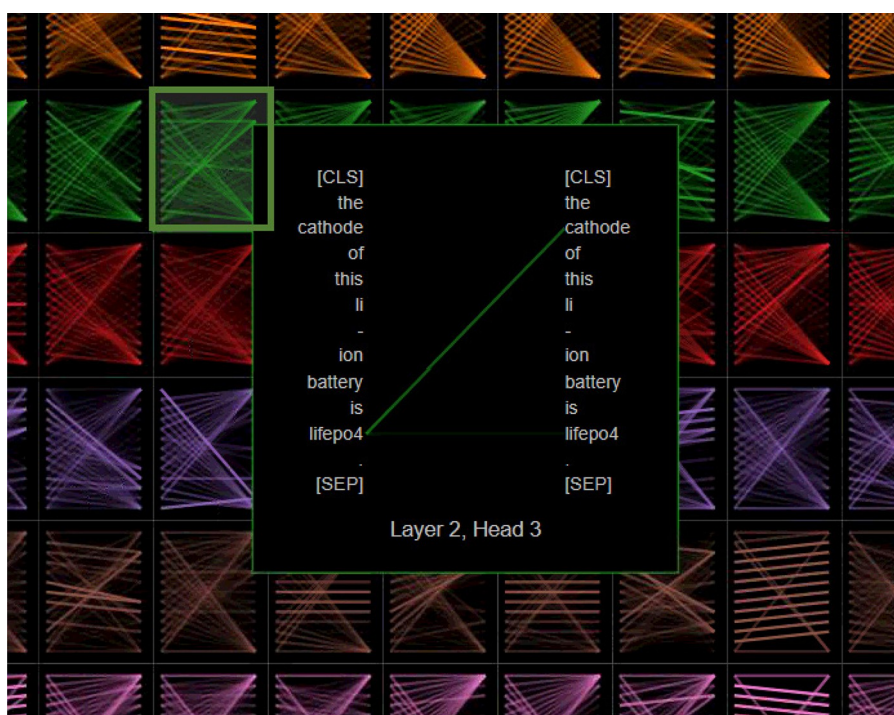 [CLS] [CLS]
the the
cathode cathode
of of
this this
li li
- -
ion ion
battery battery
is is
lifepo4 lifepo4
. .
[SEP] [SEP]
Layer 2, Head 3